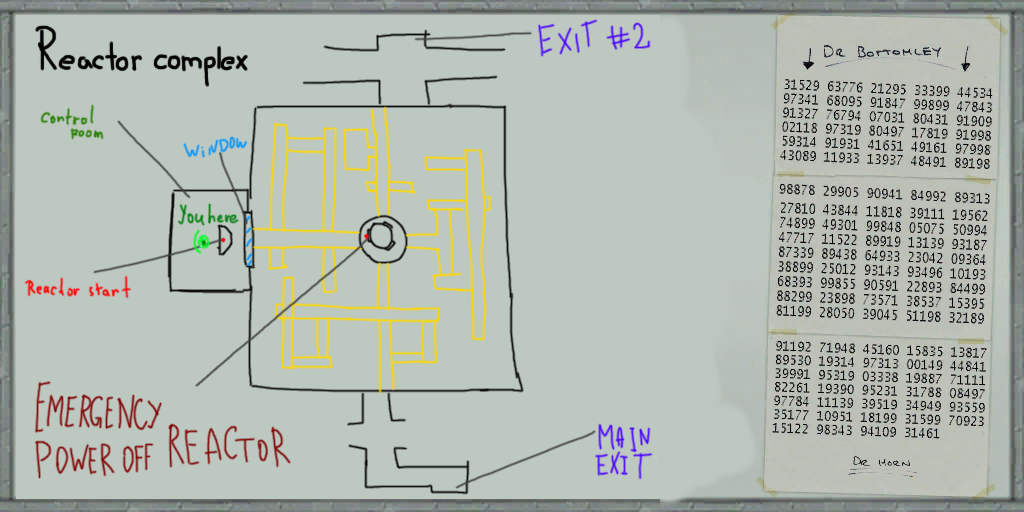 Reactor complex
EXIT #2
Control room
WINDOW
You here
Reactor start
EMERGENCY
POWER OFF REACTOR
MAIN
EXIT
DR BOTTOMLEY
31529 63776 21295 33399 44534
97341 68095 91847 99899 47843
91327 76794 07031 80431 91909
02118 97319 80497 17819 91998
59314 91931 41651 49161 97998
43089 11933 13937 48491 89198
98878 29905 90941 84992 89313
27810 43844 11818 39111 19562
74899 49301 99848 05075 50994
47717 11522 89919 13139 93187
87339 89438 64933 23042 09364
38899 25012 93143 93496 10193
68393 99855 90591 22893 84499
88299 23898 73571 38537 15395
81199 28050 39045 51198 32189
91192 71948 45160 15835 13817
89530 19314 97313 00149 44841
39991 95319 03338 19887 71111
82261 19390 95231 31788 08497
97784 11139 39519 34949 93559
35177 10951 18199 31599 70923
15122 98343 94109 31461
DR HORN